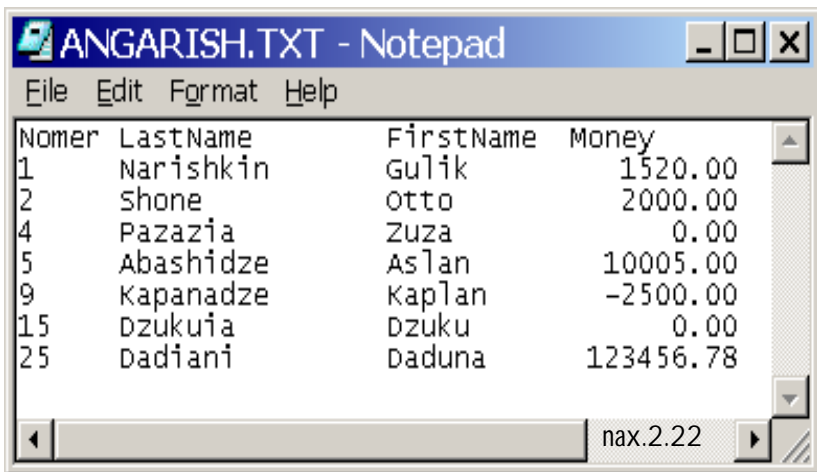 ANGARISH.TXT - Notepad
File Edit Format Help
Nomer LastName FirstName Money
1 Narishkin Gulik 1520.00
2 Shone Otto 2000.00
4 Pazazia Zuza 0.00
5 Abashidze Aslan 10005.00
9 Kapanadze Kaplan -2500.00
15 Dzukuia Dzuku 0.00
25 Dadiani Daduna 123456.78
nax.2.22